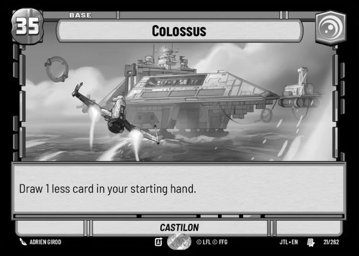 BASE
35
COLOSSUS
Draw 1 less card in your starting hand.
CASTILON
ADRIEN GIROD
© LFL © FFG
JTL • EN
21/262